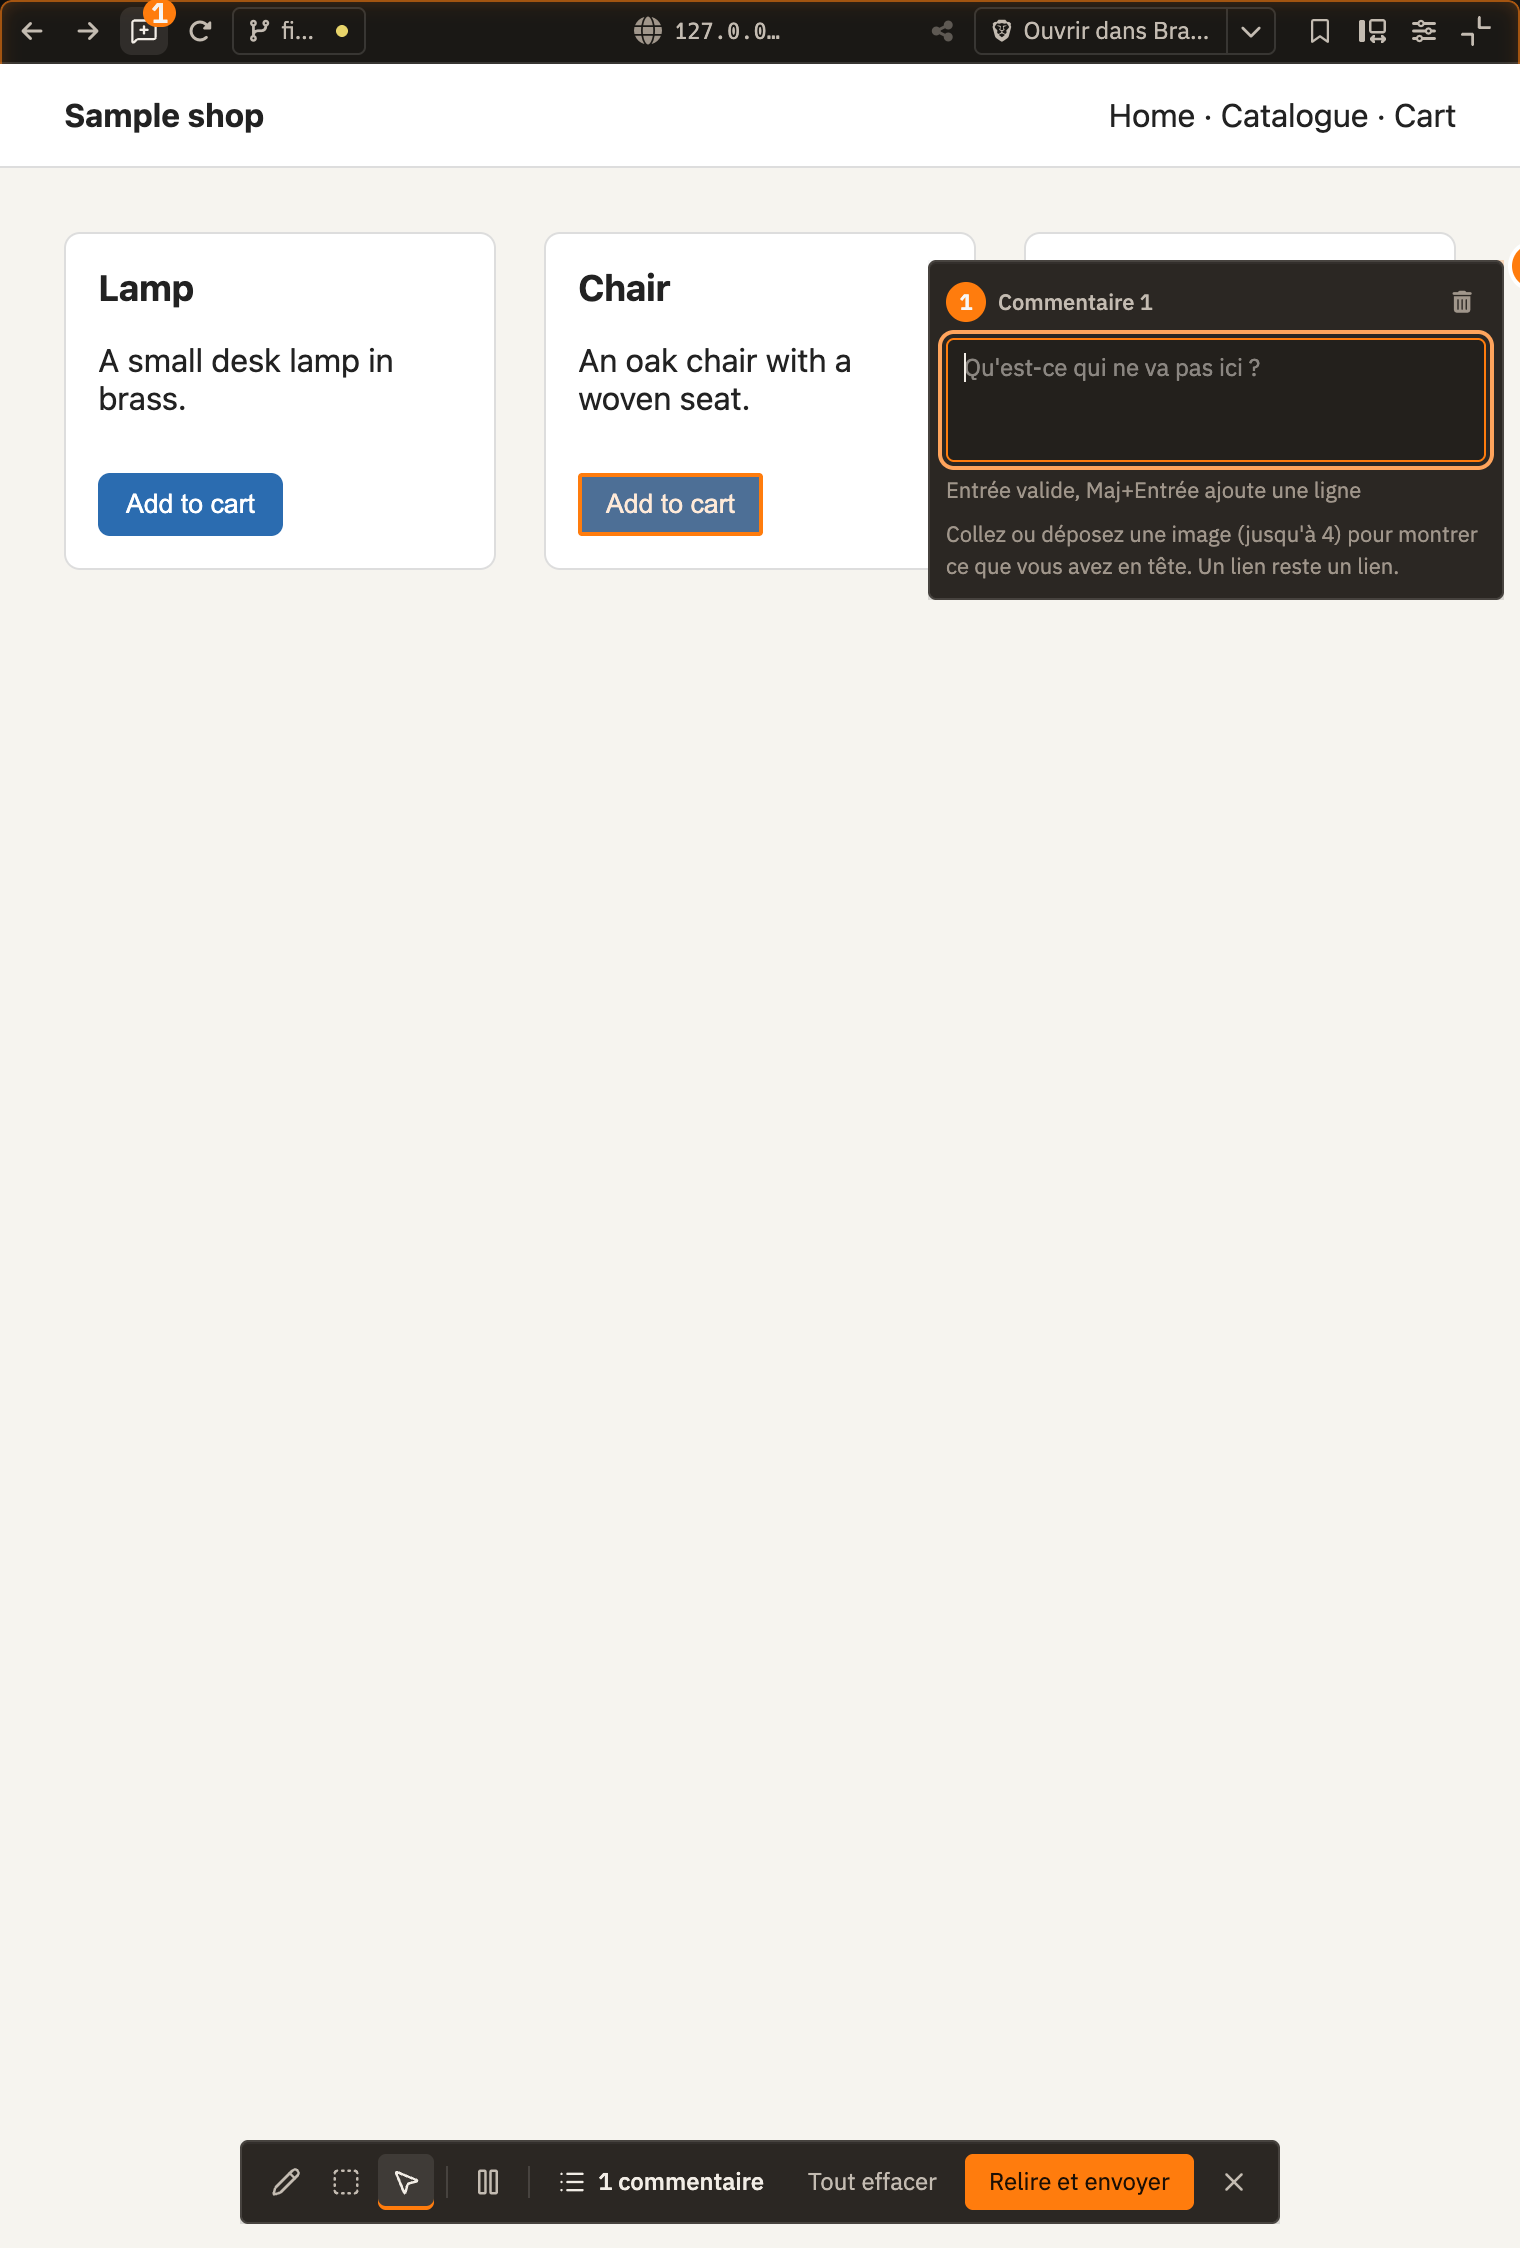 1
fi...
127.0.0...
Ouvrir dans Bra...
Sample shop
Home · Catalogue · Cart
Lamp
A small desk lamp in
brass.
Add to cart
Chair
An oak chair with a
woven seat.
Add to cart
1 Commentaire 1
Qu'est-ce qui ne va pas ici ?
Entrée valide, Maj+Entrée ajoute une ligne
Collez ou déposez une image (jusqu'à 4) pour montrer
ce que vous avez en tête. Un lien reste un lien.
1 commentaire
Tout effacer
Relire et envoyer